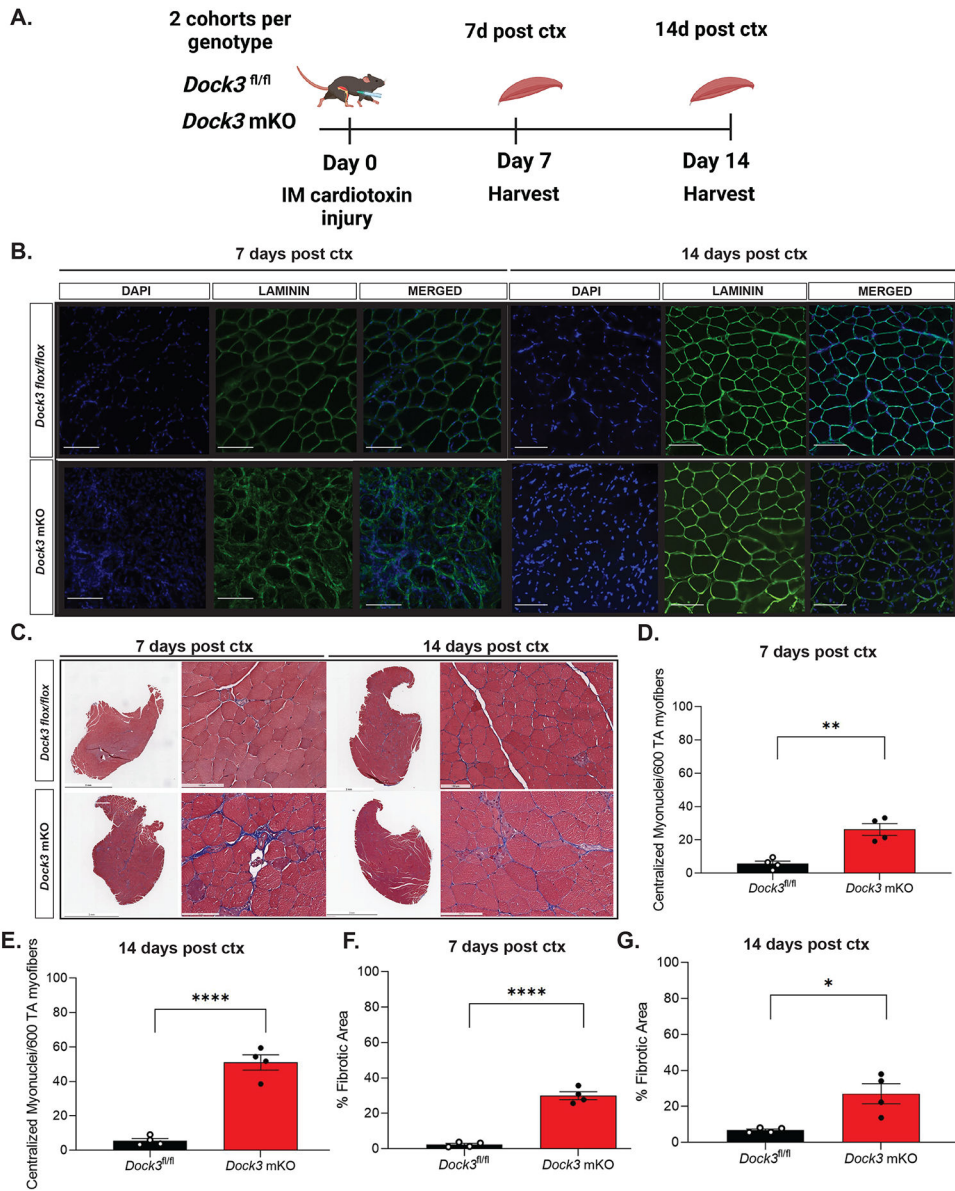 A.
2 cohorts per
genotype
Dock3 fl/fl
Dock3 mKO
7d post ctx
14d post ctx
Day 0
Day 7
Day 14
IM cardiotoxin
injury
Harvest
Harvest
B.
7 days post ctx
14 days post ctx
DAPI
LAMININ
MERGED
DAPI
LAMININ
MERGED
Dock3 flox/flox
Dock3 mKO
C.
7 days post ctx
14 days post ctx
Dock3 flox/flox
Dock3 mKO
D.
7 days post ctx
Centralized Myonuclei/600 TA myofibers
100
80
60
40
20
0
**
Dock3fl/fl
Dock3 mKO
E.
14 days post ctx
Centralized Myonuclei/600 TA myofibers
100
80
60
40
20
0
****
Dock3fl/fl
Dock3 mKO
F.
7 days post ctx
% Fibrotic Area
100
80
60
40
20
0
****
Dock3fl/fl
Dock3 mKO
G.
14 days post ctx
% Fibrotic Area
100
80
60
40
20
0
*
Dock3fl/fl
Dock3 mKO